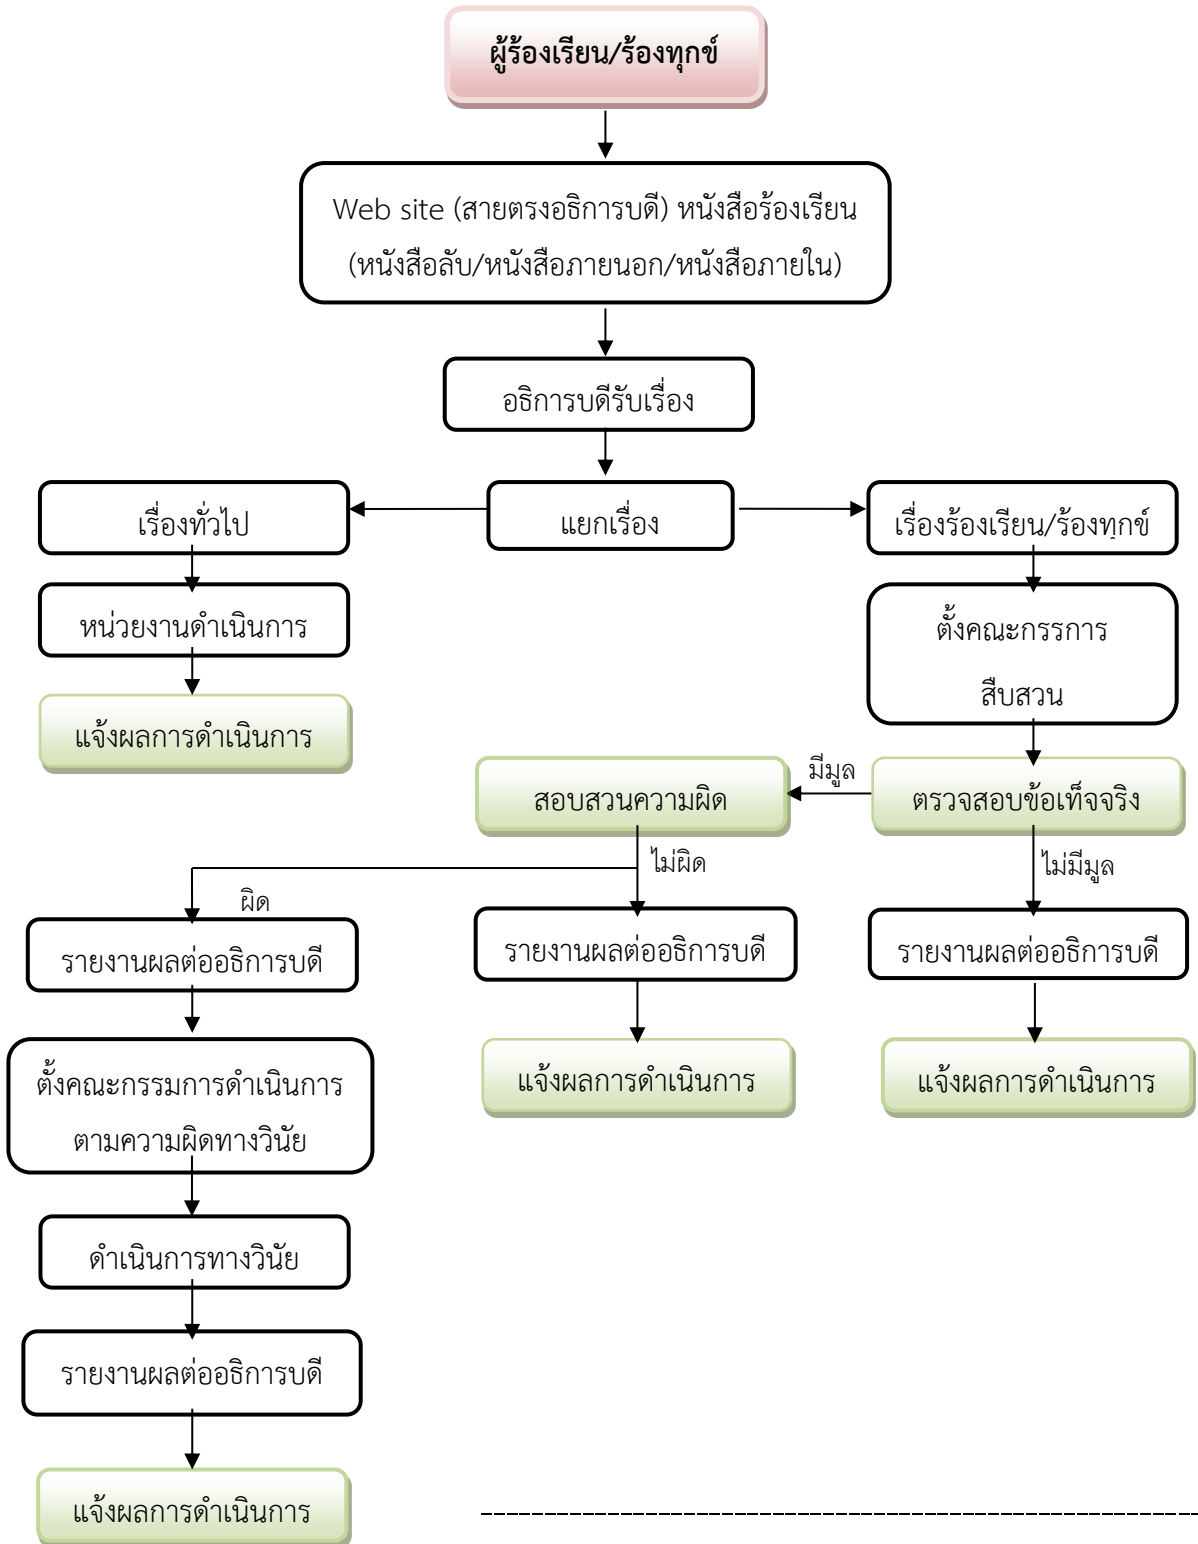 ผู้ร้องเรียน/ร้องทุกข์
Web site (สายตรงอธิการบดี) หนังสือร้องเรียน
(หนังสือลับ/หนังสือภายนอก/หนังสือภายใน)
อธิการบดีรับเรื่อง
แยกเรื่อง
เรื่องทั่วไป
หน่วยงานดำเนินการ
แจ้งผลการดำเนินการ
เรื่องร้องเรียน/ร้องทุกข์
ตั้งคณะกรรการ
สืบสวน
ตรวจสอบข้อเท็จจริง
มีมูล
สอบสวนความผิด
ไม่มีมูล
รายงานผลต่ออธิการบดี
แจ้งผลการดำเนินการ
ไม่ผิด
รายงานผลต่ออธิการบดี
แจ้งผลการดำเนินการ
ผิด
รายงานผลต่ออธิการบดี
ตั้งคณะกรรมการดำเนินการ
ตามความผิดทางวินัย
ดำเนินการทางวินัย
รายงานผลต่ออธิการบดี
แจ้งผลการดำเนินการ